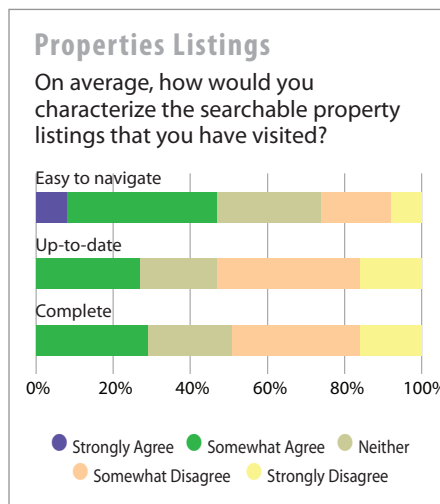 Properties Listings
On average, how would you
characterize the searchable property
listings that you have visited?
Easy to navigate
Up-to-date
Complete
0% 20% 40% 60% 80% 100%
Strongly Agree Somewhat Agree Neither
Somewhat Disagree Strongly Disagree